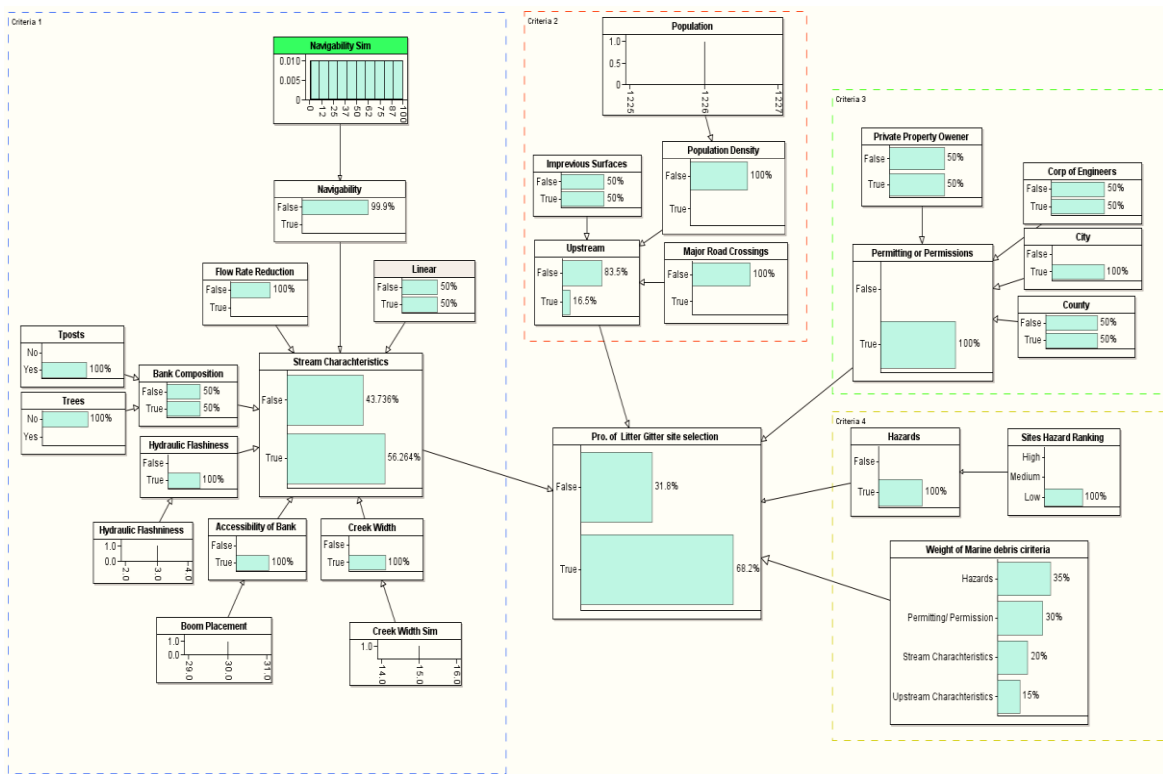 Criteria 1
Navigability Sim
0.010
0.005
0
0 12 25 37 50 62 75 87 100
Navigability
False 99.9%
True
Flow Rate Reduction
False 100%
True
Linear
False 50%
True 50%
Tposts
No
Yes 100%
Trees
No 100%
Yes
Bank Composition
False 50%
True 50%
Hydraulic Flashiness
False
True 100%
Hydraulic Flashniness
1.0
0.0
2.0 3.0 4.0
Stream Charachteristics
False 43.736%
True 56.264%
Accessibility of Bank
False
True 100%
Creek Width
False
True 100%
Boom Placement
1.0
0.0
29.0 30.0 31.0
Creek Width Sim
1.0
14.0 15.0 16.0
Criteria 2
Population
1.0
0.5
0
1225 1226 1227
Imprevious Surfaces
False 50%
True 50%
Population Density
False 100%
True
Upstream
False 83.5%
True 16.5%
Major Road Crossings
False 100%
True
Criteria 3
Private Property Owener
False 50%
True 50%
Corp of Engineers
False 50%
True 50%
City
False
True 100%
County
False 50%
True 50%
Permitting or Permissions
False
True 100%
Pro. of Litter Gitter site selection
False 31.8%
True 68.2%
Criteria 4
Hazards
False
True 100%
Sites Hazard Ranking
High
Medium
Low 100%
Weight of Marine debris ciriteria
Hazards 35%
Permitting/ Permission 30%
Stream Charachteristics 20%
Upstream Charachteristics 15%